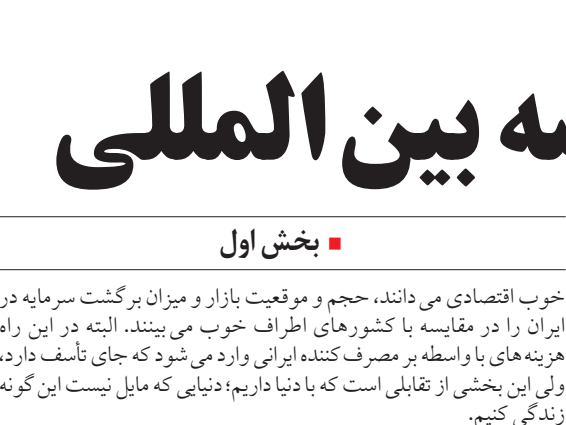 بین المللی
بخش اول
خوب اقتصادی می‌دانند، حجم و موقعیت بازار و میزان برگشت سرمایه در
ایران را در مقایسه با کشورهای اطراف خوب می‌بینند. البته در این راه
هزینه‌های با واسطه بر مصرف‌کننده ایرانی وارد می‌شود که جای تأسف دارد،
ولی این بخشی از تقابلی است که با دنیا داریم؛ دنیایی که مایل نیست این گونه
زندگی کنیم.